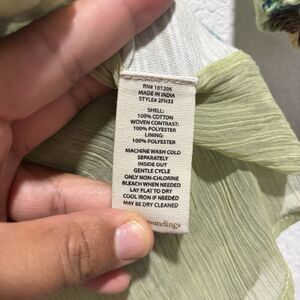 RN# 101206
MADE IN INDIA
STYLE# 2FH32
SHELL:
100% COTTON
WOVEN CONTRAST:
100% POLYESTER
LINING:
100% POLYESTER
MACHINE WASH COLD
SEPARATELY
INSIDE OUT
GENTLE CYCLE
ONLY NON-CHLORINE
BLEACH WHEN NEEDED
LAY FLAT TO DRY
COOL IRON IF NEEDED
MAY BE DRY CLEANED
oundings